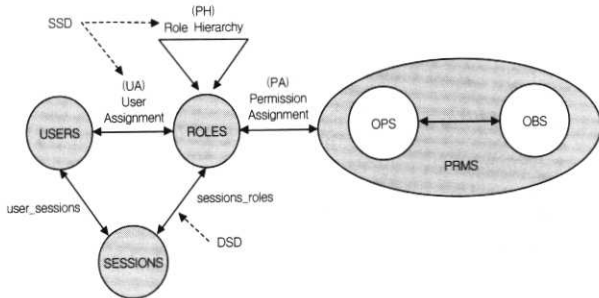 SSD
(PH)
Role Hierarchy
(UA)
User
Assignment
(PA)
Permission
Assignment
USERS
ROLES
OPS
OBS
PRMS
user_sessions
sessions_roles
DSD
SESSIONS